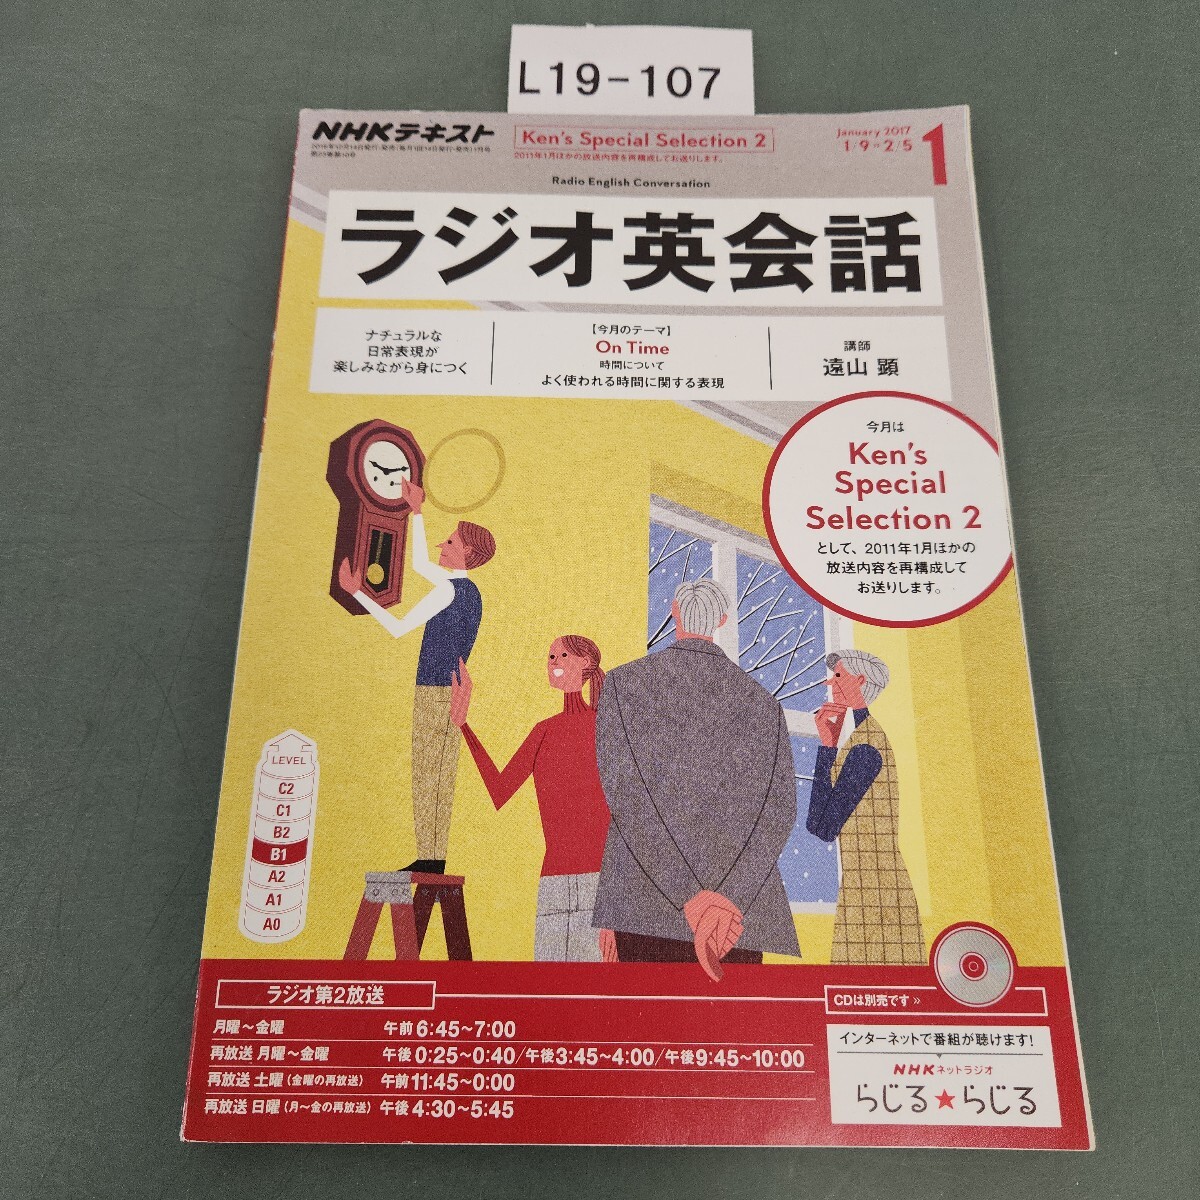 L19-107
NHKテキスト
Ken's Special Selection 2
2011年1月ほかの放送内容を再構成してお送りします。
January 2017
1/9▶2/5
1
Radio English Conversation
ラジオ英会話
ナチュラルな
日常表現が
楽しみながら身につく
【今月のテーマ】
On Time
時間について
よく使われる時間に関する表現
講師
遠山 顕
今月は
Ken's
Special
Selection 2
として、2011年1月ほかの
放送内容を再構成して
お送りします。
LEVEL
C2
C1
B2
B1
A2
A1
A0
ラジオ第2放送
月曜～金曜 午前6:45～7:00
再放送 月曜～金曜 午後0:25～0:40/午後3:45～4:00/午後9:45～10:00
再放送 土曜(金曜の再放送) 午前11:45～0:00
再放送 日曜(月～金の再放送) 午後4:30～5:45
CDは別売です»
インターネットで番組が聴けます!
NHKネットラジオ
らじる★らじる